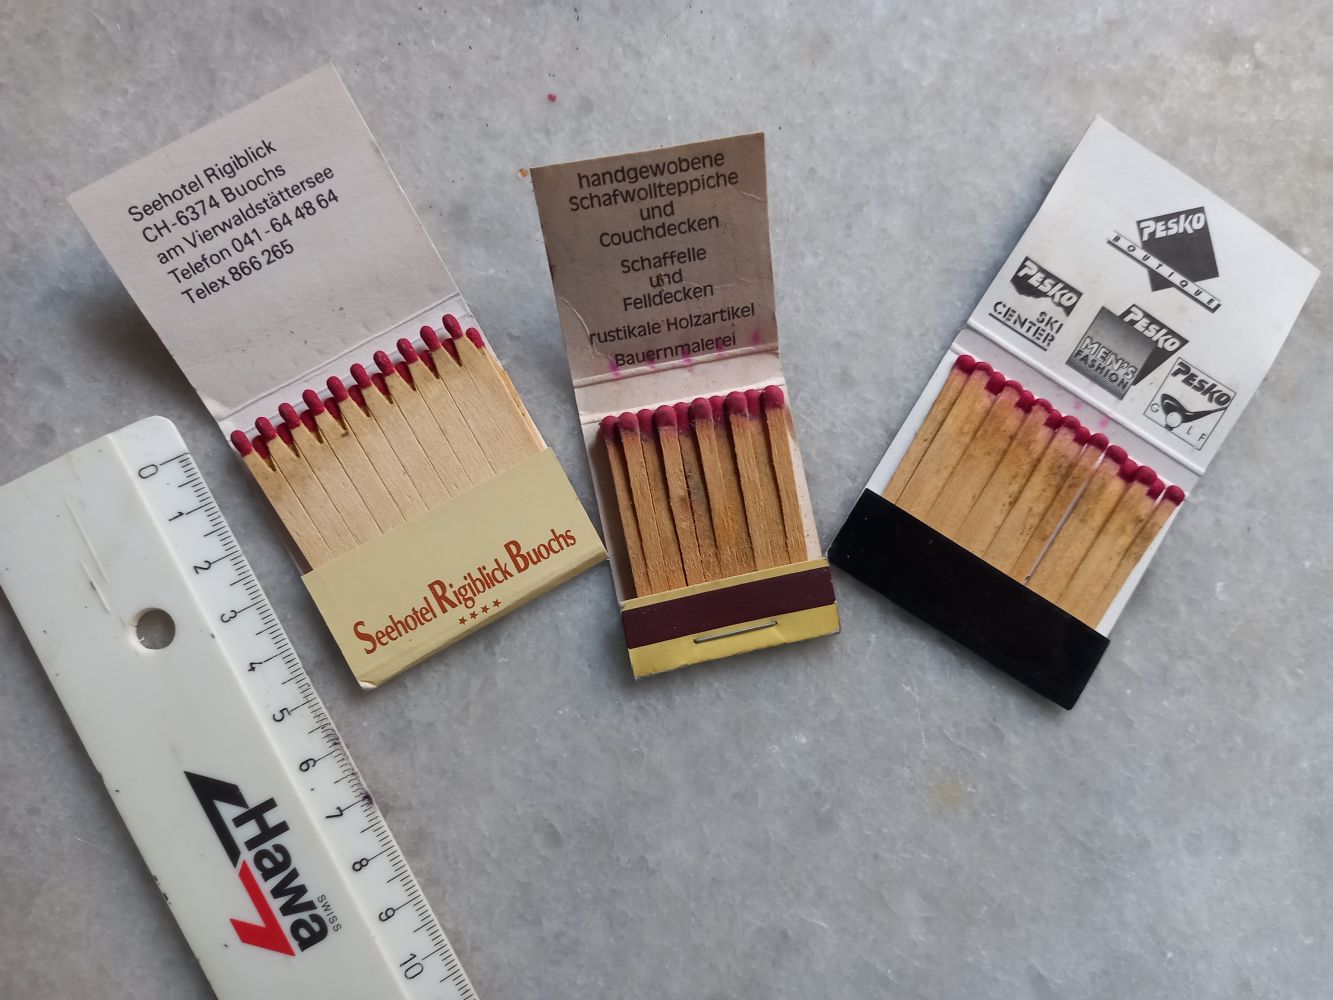 Seehotel Rigiblick
CH-6374 Buochs
am Vierwaldstättersee
Telefon 041-64 48 64
Telex 866 265
Seehotel Rigiblick Buochs
handgewobene
Schafwollteppiche
und
Couchdecken
Schaffelle
und
Felldecken
rustikale Holzartikel
Bauernmalerei
PESKO
BOUTIQUE
PESKO
SKI
CENTER
PESKO
MEN'S
FASHION
PESKO
GOLF
0 1 2 3 4 5 6 7 8 9 10
Hawa
SWISS